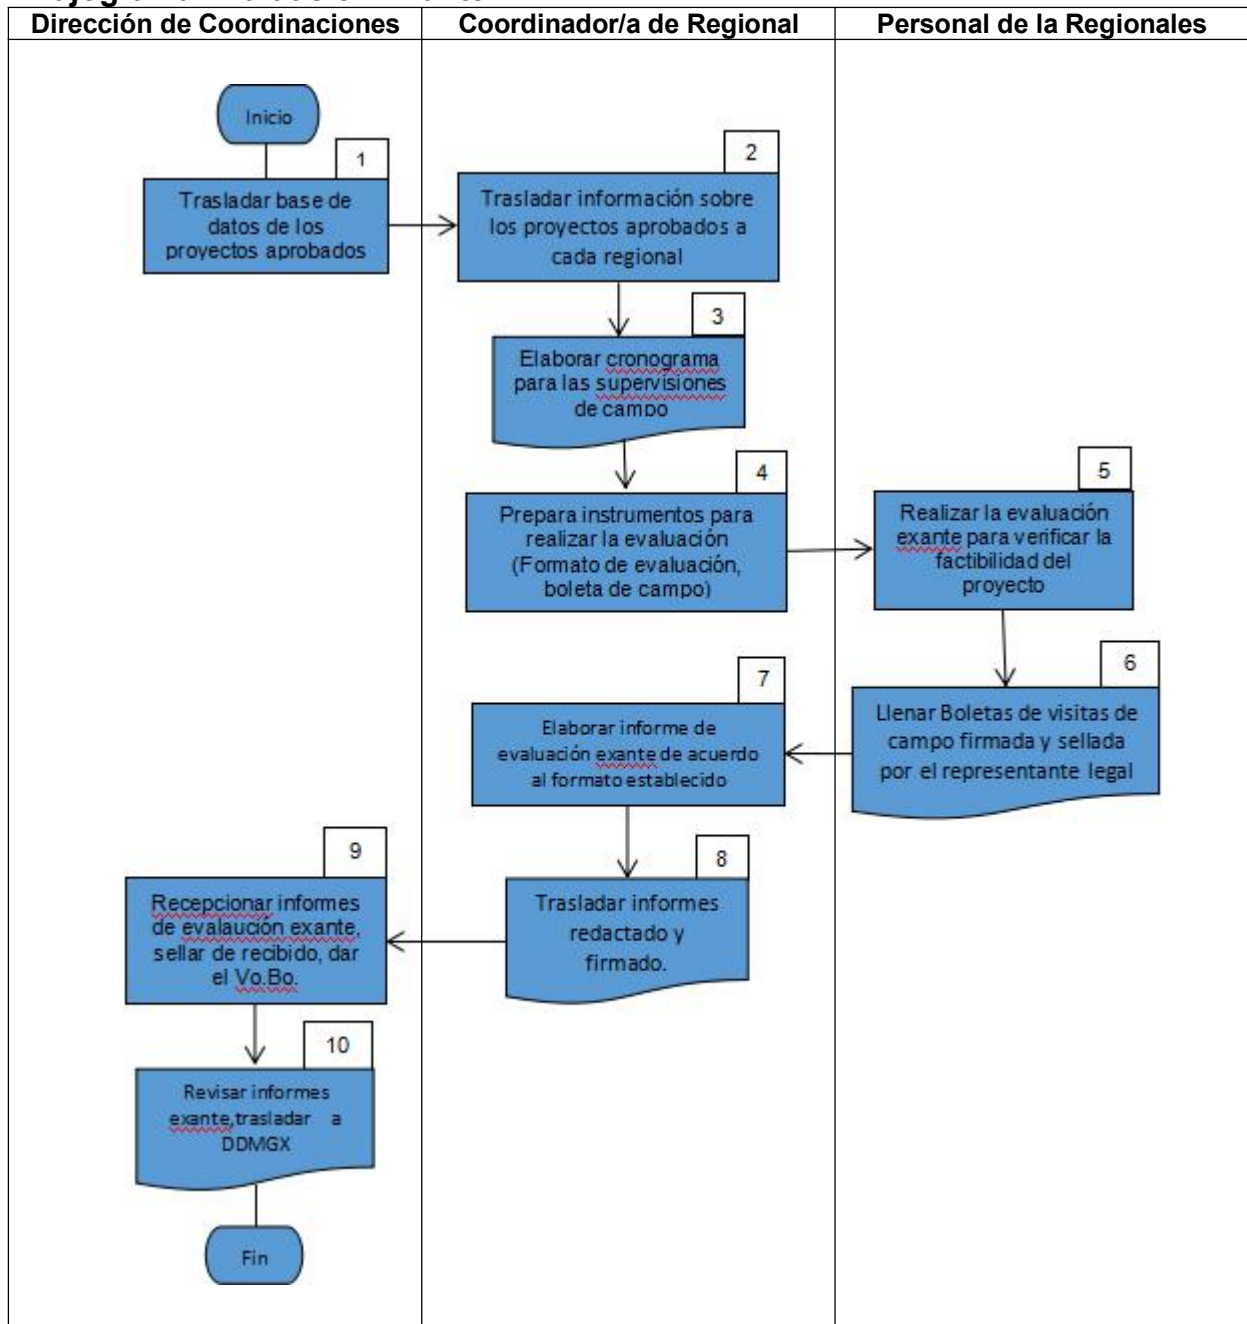 Dirección de Coordinaciones
Coordinador/a de Regional
Personal de la Regionales
Inicio
1
Trasladar base de
datos de los
proyectos aprobados
2
Trasladar información sobre
los proyectos aprobados a
cada regional
3
Elaborar cronograma
para las supervisiones
de campo
4
Prepara instrumentos para
realizar la evaluación
(Formato de evaluación,
boleta de campo)
5
Realizar la evaluación
exante para verificar la
factibilidad del
proyecto
6
Llenar Boletas de visitas de
campo firmada y sellada
por el representante legal
7
Elaborar informe de
evaluación exante de acuerdo
al formato establecido
8
Trasladar informes
redactado y
firmado.
9
Recepcionar informes
de evalaución exante,
sellar de recibido, dar
el Vo.Bo.
10
Revisar informes
exante,trasladar a
DDMGX
Fin